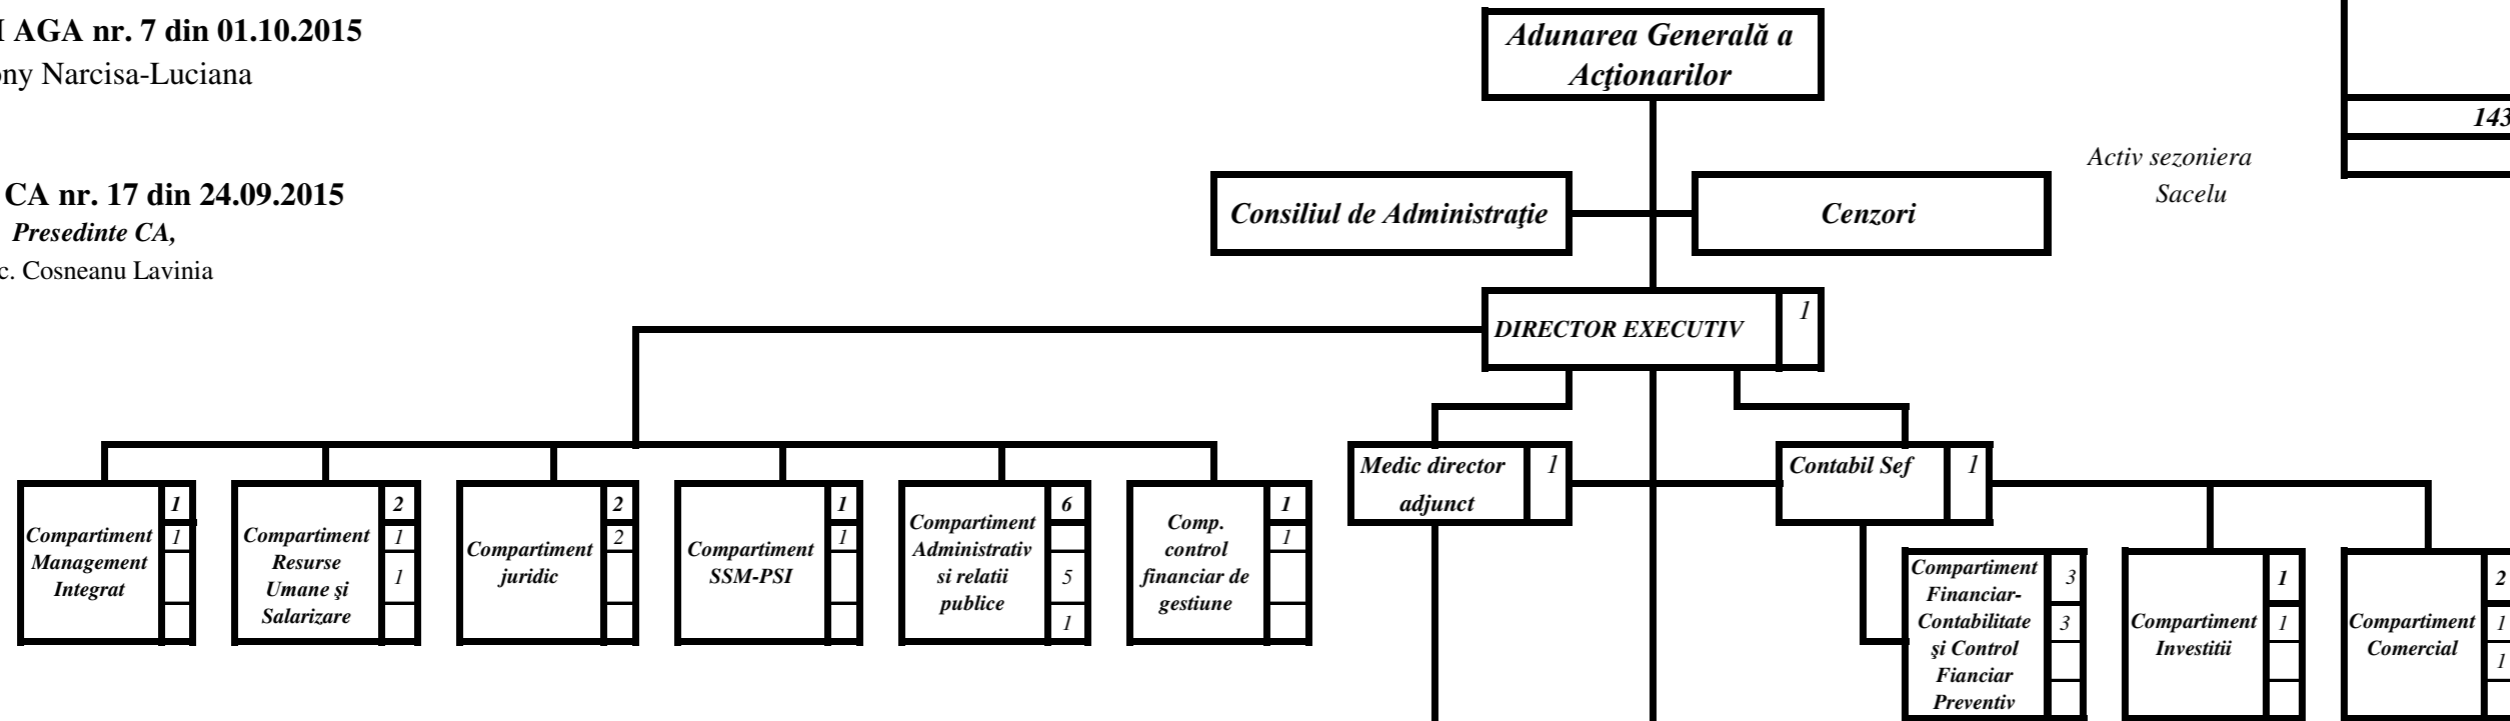 AGA nr. 7 din 01.10.2015
Narcisa-Luciana
CA nr. 17 din 24.09.2015
Presedinte CA,
Cosneanu Lavinia
Adunarea Generală a
Acţionarilor
143
Activ sezoniera
Sacelu
Consiliul de Administraţie
Cenzori
DIRECTOR EXECUTIV
1
Medic director
adjunct
1
Contabil Sef
1
Compartiment
Management
Integrat
1
1
Compartiment
Resurse
Umane şi
Salarizare
2
1
1
Compartiment
juridic
2
2
Compartiment
SSM-PSI
1
1
Compartiment
Administrativ
si relatii
publice
6
5
1
Comp.
control
financiar de
gestiune
1
1
Compartiment
Financiar-
Contabilitate
şi Control
Fianciar
Preventiv
3
3
Compartiment
Investitii
1
1
Compartiment
Comercial
2
1
1